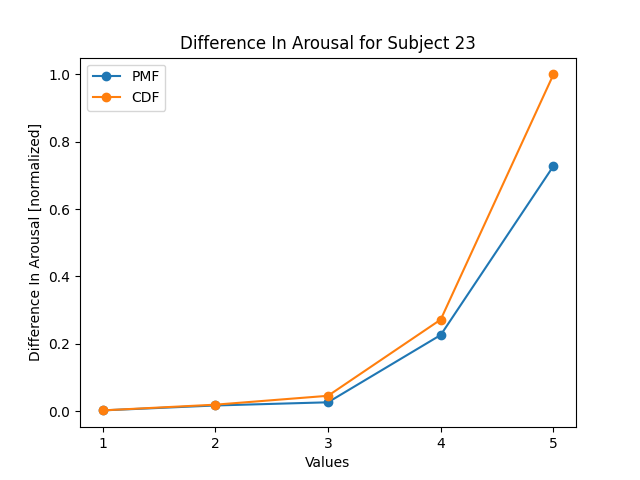 Difference In Arousal for Subject 23
PMF
CDF
1.0
0.8
0.6
0.4
0.2
0.0
Difference In Arousal [normalized]
1 2 3 4 5
Values